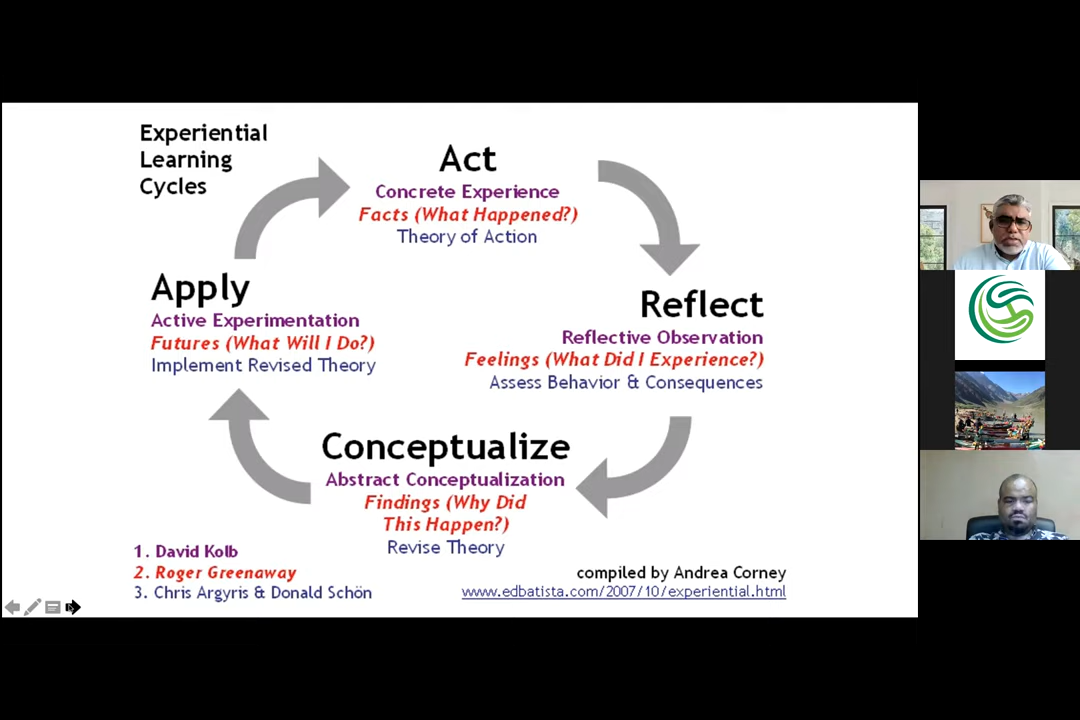 Experiential
Learning
Cycles
Act
Concrete Experience
Facts (What Happened?)
Theory of Action
Reflect
Reflective Observation
Feelings (What Did I Experience?)
Assess Behavior & Consequences
Conceptualize
Abstract Conceptualization
Findings (Why Did
This Happen?)
Revise Theory
Apply
Active Experimentation
Futures (What Will I Do?)
Implement Revised Theory
1. David Kolb
2. Roger Greenaway
3. Chris Argyris & Donald Schön
compiled by Andrea Corney
www.edbatista.com/2007/10/experiential.html